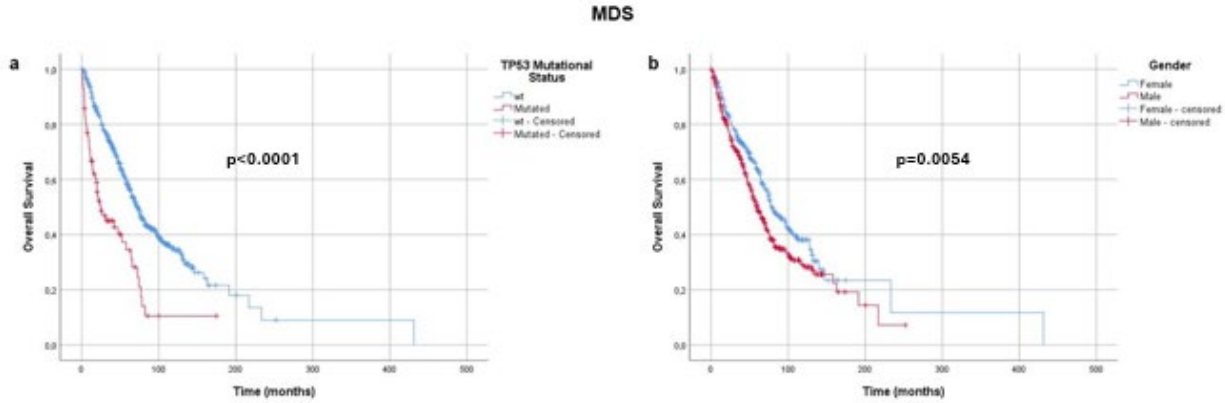 MDS
a
TP53 Mutational
Status
wt
Mutated
wt - Censored
Mutated - Censored
p<0.0001
Overall Survival
1,0
0,8
0,6
0,4
0,2
0,0
0
100
200
300
400
500
Time (months)
b
Gender
Female
Male
Female - censored
Male - censored
p=0.0054
Overall Survival
1,0
0,8
0,6
0,4
0,2
0,0
0
100
200
300
400
500
Time (months)